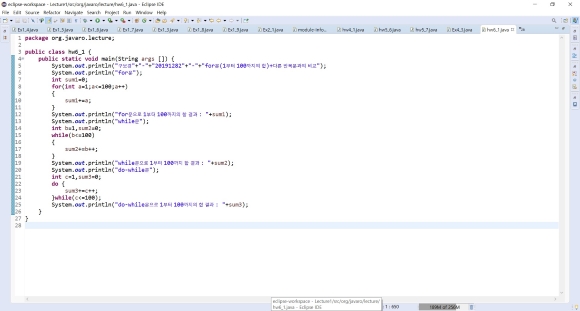 eclipse-workspace - Lecture1/src/org/javaro/lecture/hw6_1.java - Eclipse IDE
File Edit Source Refactor Navigate Search Project Run Window Help
Ex1_4.java Ex1_5.java Ex1_6.java Ex1_7.java Ex1_8.java Ex1_9.java Ex2_1.java module-info... hw4_1.java hw5_6.java hw5_7.java Ex4_3.java hw6_1.java
1 package org.javaro.lecture;
2
3 public class hw6_1 {
4 public static void main(String args []) {
5 System.out.println("구보경"+"-"+"20191282"+"-"+"for문(1부터 100까지의 합)+다른 반복문과의 비교");
6 System.out.println("for문");
7 int sum1=0;
8 for(int a=1;a<=100;a++)
9 {
10 sum1+=a;
11 }
12 System.out.println("for문으로 1부터 100까지의 합 결과 : "+sum1);
13 System.out.println("while문");
14 int b=1,sum2=0;
15 while(b<=100)
16 {
17 sum2+=b++;
18 }
19 System.out.println("while문으로 1부터 100까지 합 결과 : "+sum2);
20 System.out.println("do-while문");
21 int c=1,sum3=0;
22 do {
23 sum3+=c++;
24 }while(c<=100);
25 System.out.println("do-while문으로 1부터 100까지의 합 결과 : "+sum3);
26 }
27 }
28
eclipse-workspace - Lecture1/src/org/javaro/lecture/
hw6_1.java - Eclipse IDE
: 1 : 690
169M of 256M